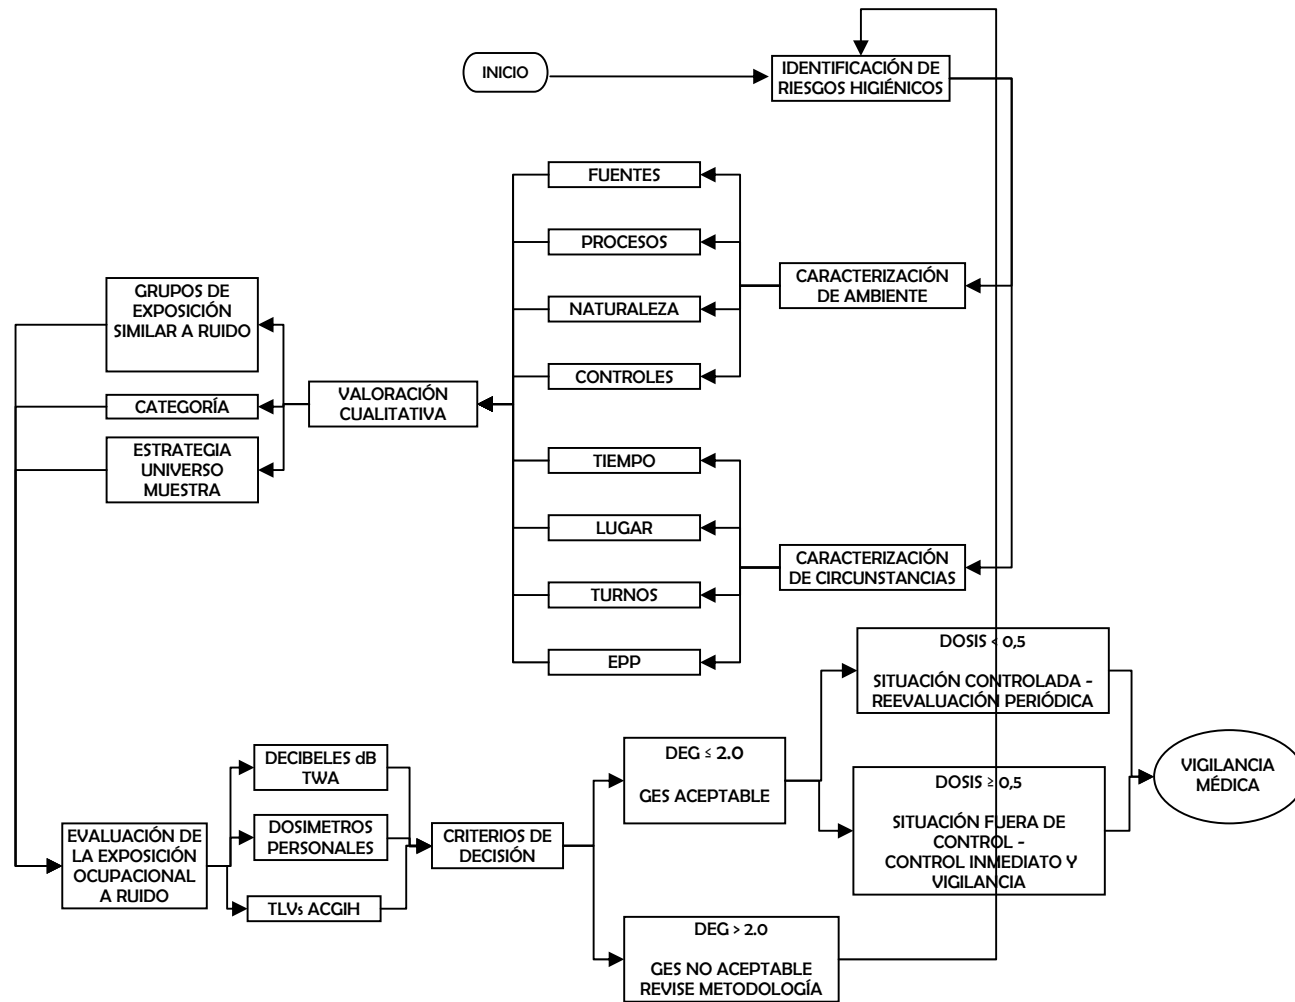 INICIO
IDENTIFICACIÓN DE
RIESGOS HIGIÉNICOS
FUENTES
PROCESOS
NATURALEZA
CONTROLES
CARACTERIZACIÓN
DE AMBIENTE
GRUPOS DE
EXPOSICIÓN
SIMILAR A RUIDO
CATEGORÍA
ESTRATEGIA
UNIVERSO
MUESTRA
VALORACIÓN
CUALITATIVA
TIEMPO
LUGAR
TURNOS
EPP
CARACTERIZACIÓN
DE CIRCUNSTANCIAS
DOSIS < 0,5
SITUACIÓN CONTROLADA -
REEVALUACIÓN PERIÓDICA
DECIBELES dB
TWA
DOSIMETROS
PERSONALES
TLVs ACGIH
EVALUACIÓN DE
LA EXPOSICIÓN
OCUPACIONAL
A RUIDO
CRITERIOS DE
DECISIÓN
DEG ≤ 2.0
GES ACEPTABLE
DOSIS ≥ 0,5
SITUACIÓN FUERA DE
CONTROL -
CONTROL INMEDIATO Y
VIGILANCIA
VIGILANCIA
MÉDICA
DEG > 2.0
GES NO ACEPTABLE
REVISE METODOLOGÍA